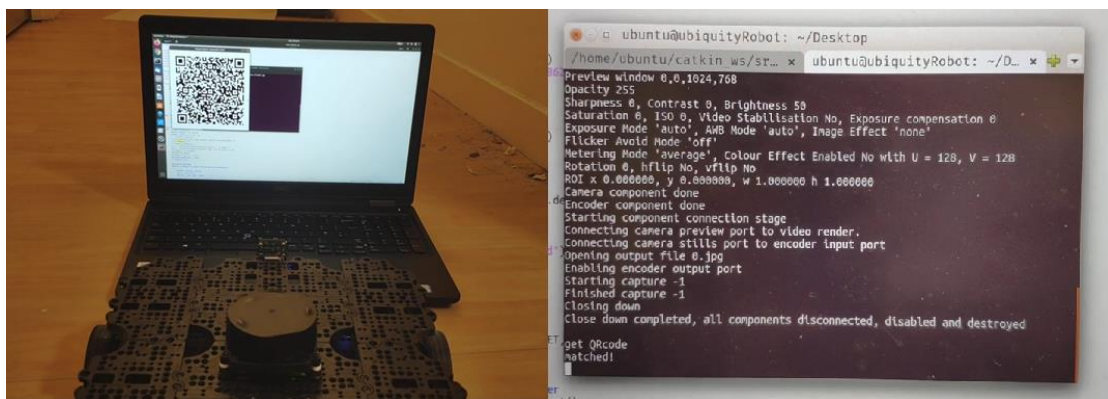 ubuntu@ubiquityRobot: ~/Desktop
/home/ubuntu/catkin_ws/sr… × ubuntu@ubiquityRobot: ~/D… ×
Preview window 0,0,1024,768
Opacity 255
Sharpness 0, Contrast 0, Brightness 50
Saturation 0, ISO 0, Video Stabilisation No, Exposure compensation 0
Exposure Mode 'auto', AWB Mode 'auto', Image Effect 'none'
Flicker Avoid Mode 'off'
Metering Mode 'average', Colour Effect Enabled No with U = 128, V = 128
Rotation 0, hflip No, vflip No
ROI x 0.000000, y 0.000000, w 1.000000 h 1.000000
Camera component done
Encoder component done
Starting component connection stage
Connecting camera preview port to video render.
Connecting camera stills port to encoder input port
Opening output file 0.jpg
Enabling encoder output port
Starting capture -1
Finished capture -1
Closing down
Close down completed, all components disconnected, disabled and destroyed
get QRcode
matched!